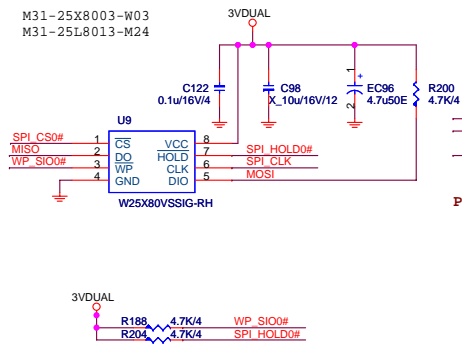 M31-25X8003-W03
M31-25L8013-M24
3VDUAL
C122
0.1u/16V/4
C98
X_10u/16V/12
1
+
EC96
4.7u50E
2
R200
4.7K/4
U9
SPI_CS0# 1 CS VCC 8
MISO 2 DO HOLD 7 SPI_HOLD0#
WP_SIO0# 3 WP CLK 6 SPI_CLK
4 GND DIO 5 MOSI
W25X80VSSIG-RH
P
3VDUAL
R188 4.7K/4 WP_SIO0#
R204 4.7K/4 SPI_HOLD0#